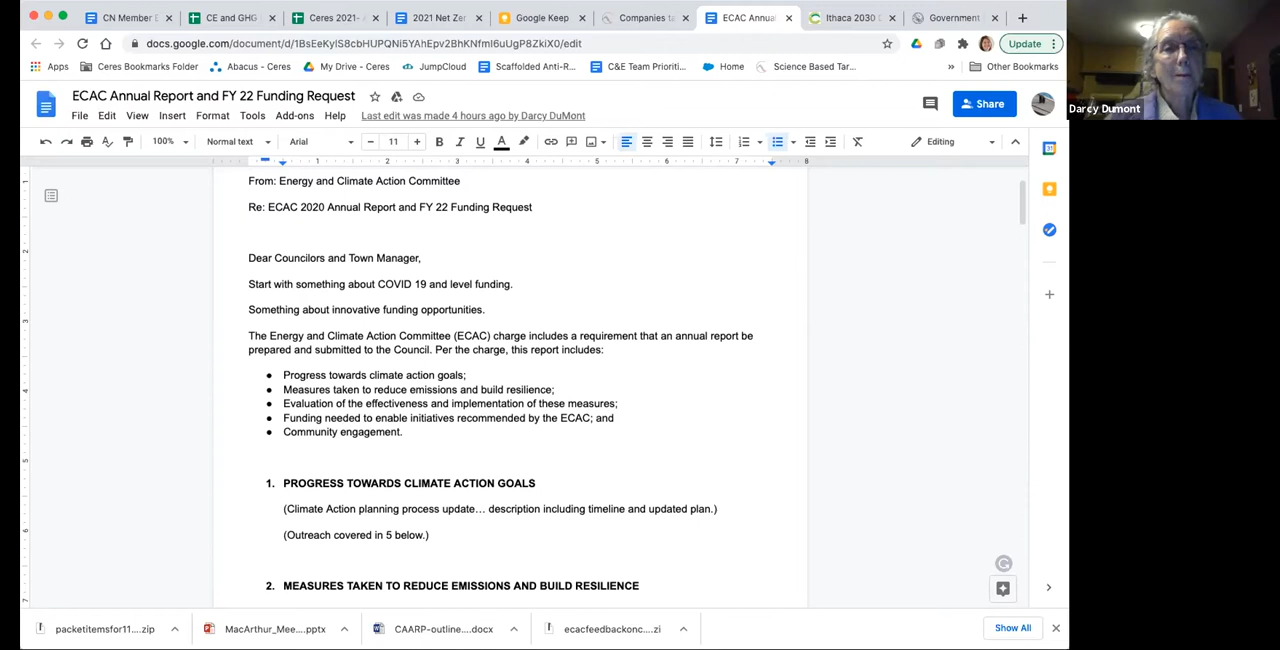 CN Member E
CE and GHG
Ceres 2021-
2021 Net Zer
Google Keep
Companies ta
ECAC Annual
Ithaca 2030
Government
docs.google.com/document/d/1BsEeKylS8cbHUPQNi5YAhEpv2BhKNfmI6uUgP8ZkiX0/edit
Update
Apps
Ceres Bookmarks Folder
Abacus - Ceres
My Drive - Ceres
JumpCloud
Scaffolded Anti-R...
C&E Team Prioriti...
Home
Science Based Tar...
Other Bookmarks
Darcy Dumont
ECAC Annual Report and FY 22 Funding Request
Share
File Edit View Insert Format Tools Add-ons Help Last edit was made 4 hours ago by Darcy DuMont
100% Normal text Arial 11 B I U A Editing
1 2 3 4 5 6 7 8
From: Energy and Climate Action Committee
Re: ECAC 2020 Annual Report and FY 22 Funding Request
Dear Councilors and Town Manager,
Start with something about COVID 19 and level funding.
Something about innovative funding opportunities.
The Energy and Climate Action Committee (ECAC) charge includes a requirement that an annual report be
prepared and submitted to the Council. Per the charge, this report includes:
● Progress towards climate action goals;
● Measures taken to reduce emissions and build resilience;
● Evaluation of the effectiveness and implementation of these measures;
● Funding needed to enable initiatives recommended by the ECAC; and
● Community engagement.
1. PROGRESS TOWARDS CLIMATE ACTION GOALS
(Climate Action planning process update… description including timeline and updated plan.)
(Outreach covered in 5 below.)
2. MEASURES TAKEN TO REDUCE EMISSIONS AND BUILD RESILIENCE
packetitemsfor11....zip
MacArthur_Mee....pptx
CAARP-outline....docx
ecacfeedbackonc....zi
Show All